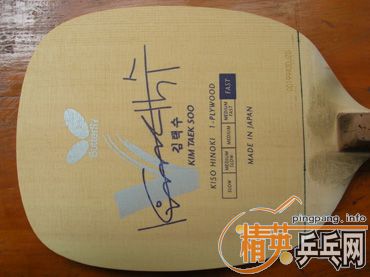 Butterfly
김택수
KIM TAEK SOO
KISO HINOKI 1-PLYWOOD
SLOW
MEDIUM SLOW
MEDIUM
MEDIUM FAST
FAST
MADE IN JAPAN
pingpang.info
精英乒乓网